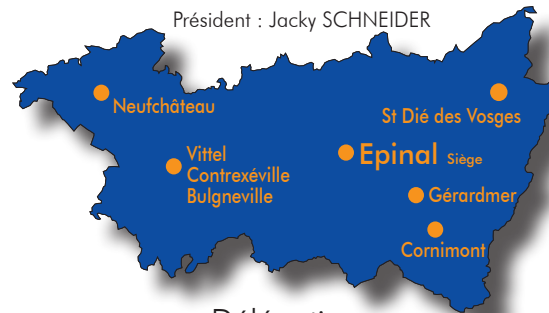 Président : Jacky SCHNEIDER
Neufchâteau
St Dié des Vosges
Vittel
Contrexéville
Bulgneville
Epinal Siège
Gérardmer
Cornimont